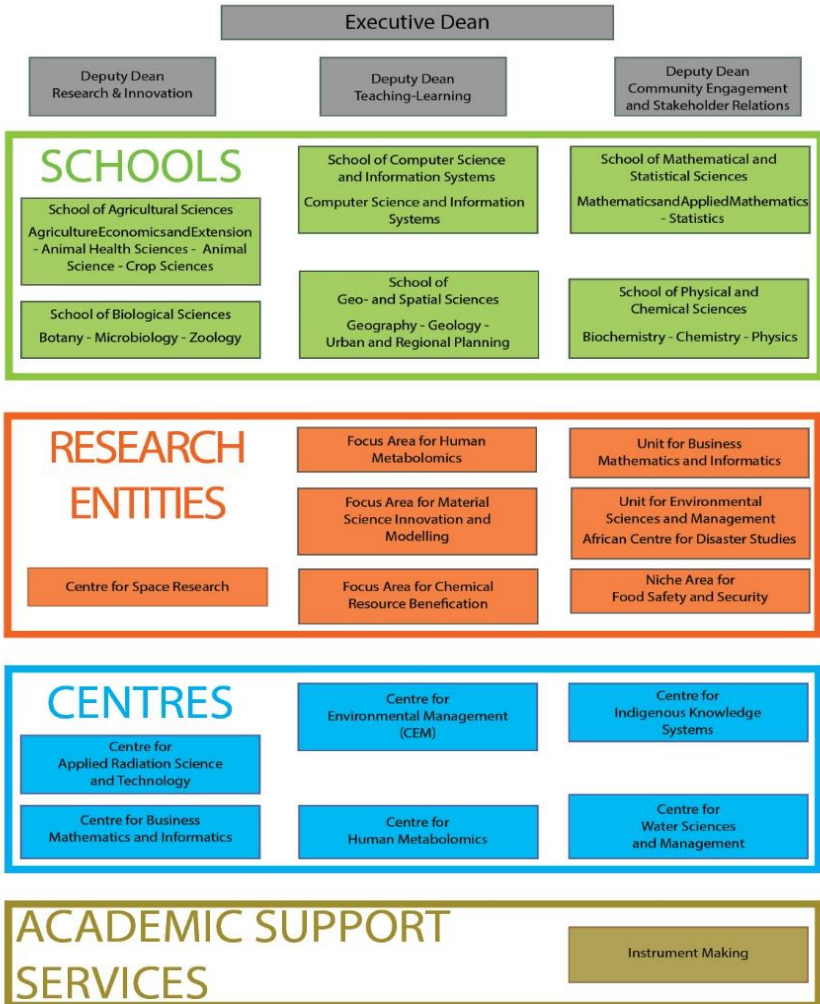 Executive Dean
Deputy Dean
Research & Innovation
Deputy Dean
Teaching-Learning
Deputy Dean
Community Engagement
and Stakeholder Relations
SCHOOLS
School of Agricultural Sciences
AgricultureEconomicsandExtension
- Animal Health Sciences - Animal
Science - Crop Sciences
School of Biological Sciences
Botany - Microbiology - Zoology
School of Computer Science
and Information Systems
Computer Science and Information
Systems
School of
Geo- and Spatial Sciences
Geography - Geology -
Urban and Regional Planning
School of Mathematical and
Statistical Sciences
MathematicsandAppliedMathematics
- Statistics
School of Physical and
Chemical Sciences
Biochemistry - Chemistry - Physics
RESEARCH
ENTITIES
Centre for Space Research
Focus Area for Human
Metabolomics
Focus Area for Material
Science Innovation and
Modelling
Focus Area for Chemical
Resource Benefication
Unit for Business
Mathematics and Informatics
Unit for Environmental
Sciences and Management
African Centre for Disaster Studies
Niche Area for
Food Safety and Security
CENTRES
Centre for
Applied Radiation Science
and Technology
Centre for Business
Mathematics and Informatics
Centre for
Environmental Management
(CEM)
Centre for
Human Metabolomics
Centre for
Indigenous Knowledge
Systems
Centre for
Water Sciences
and Management
ACADEMIC SUPPORT
SERVICES
Instrument Making